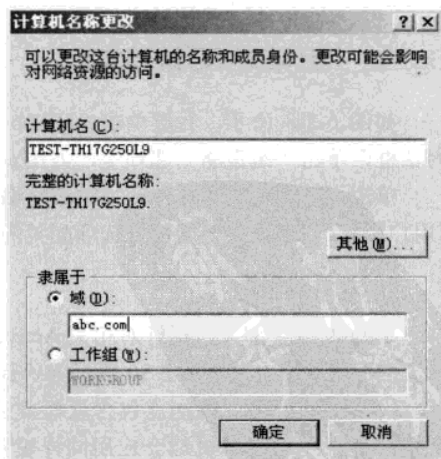 计算机名称更改
可以更改这台计算机的名称和成员身份。更改可能会影响
对网络资源的访问。
计算机名(C):
TEST-TH17G250L9
完整的计算机名称:
TEST-TH17G250L9.
其他(M)...
隶属于
域(D):
abc.com
工作组(W):
WORKGROUP
确定
取消